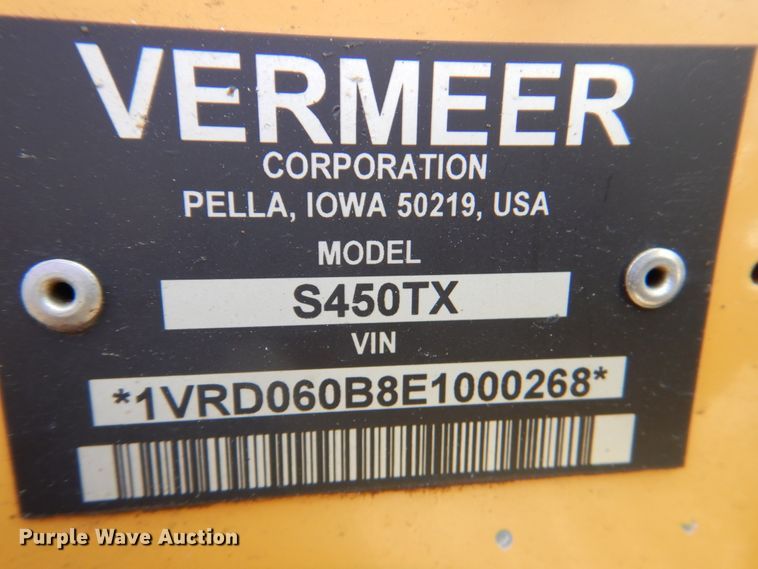 VERMEER
CORPORATION
PELLA, IOWA 50219, USA
MODEL
S450TX
VIN
*1VRD060B8E1000268*
Purple Wave Auction